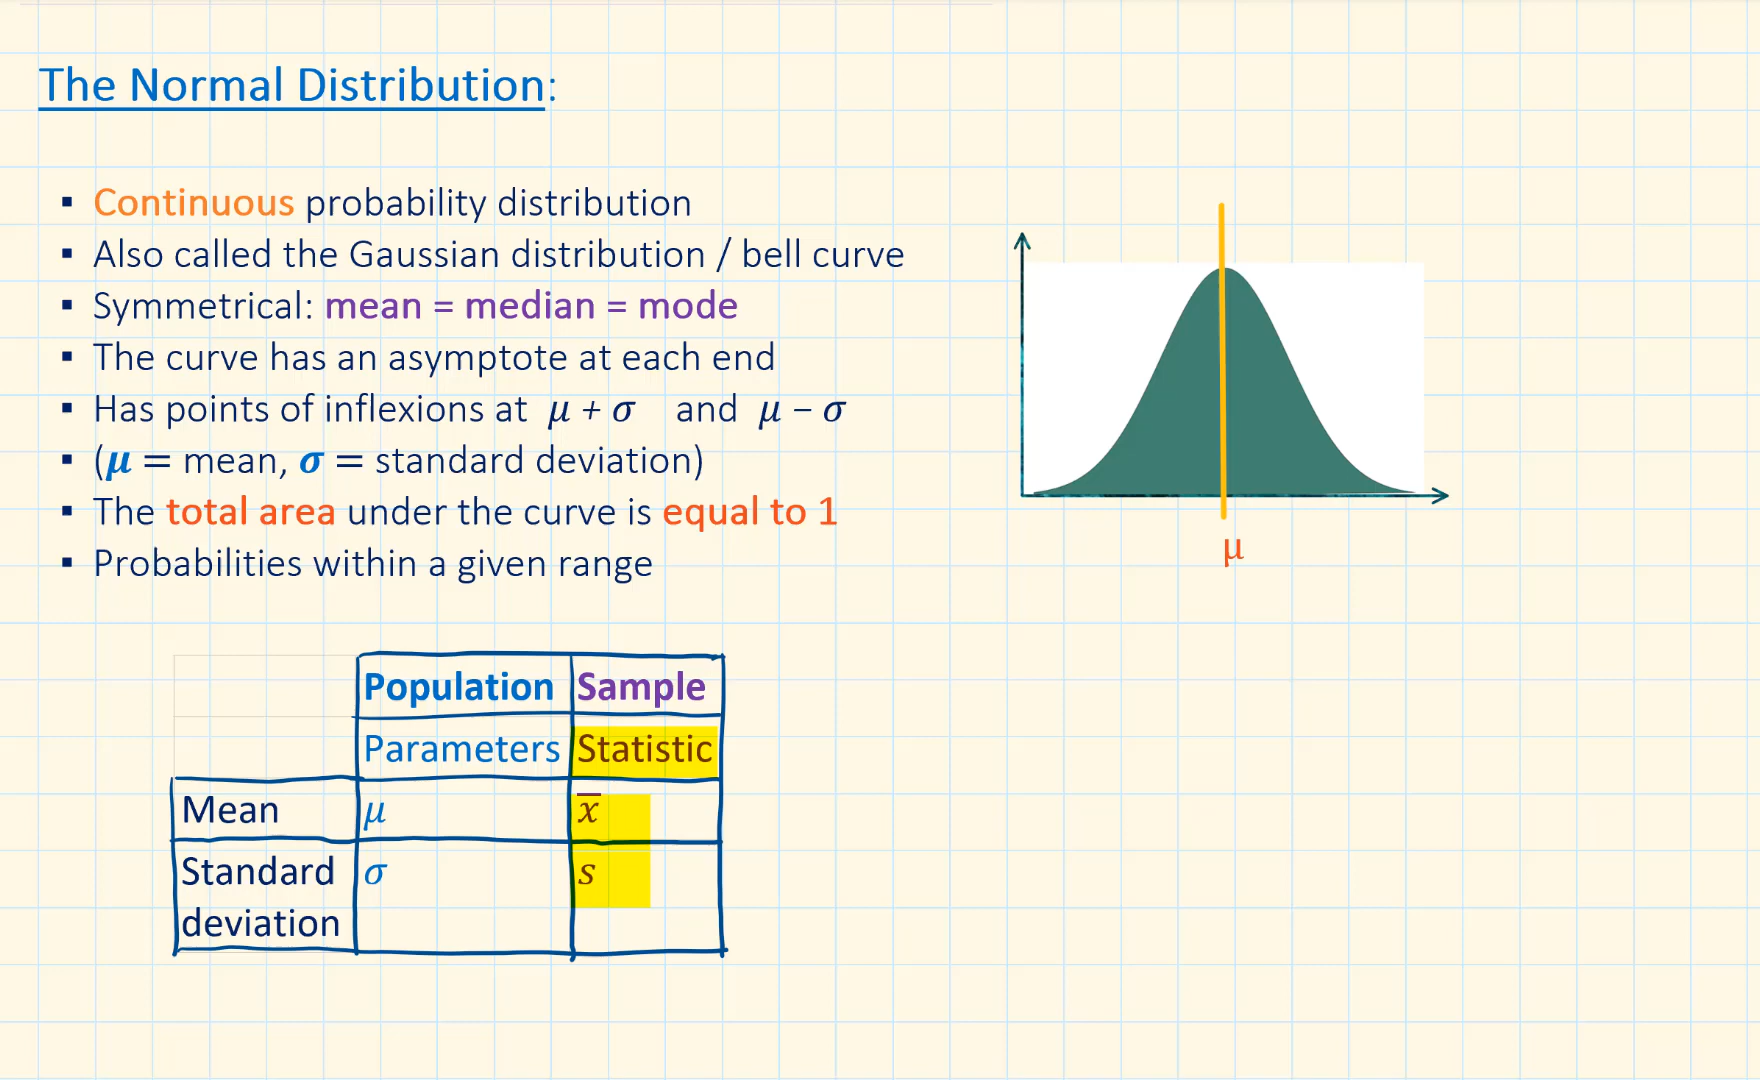 The Normal Distribution:
▪ Continuous probability distribution
▪ Also called the Gaussian distribution / bell curve
▪ Symmetrical: mean = median = mode
▪ The curve has an asymptote at each end
▪ Has points of inflexions at μ + σ and μ − σ
▪ (μ = mean, σ = standard deviation)
▪ The total area under the curve is equal to 1
▪ Probabilities within a given range
μ
Population Sample
Parameters Statistic
Mean μ x̅
Standard σ s
deviation